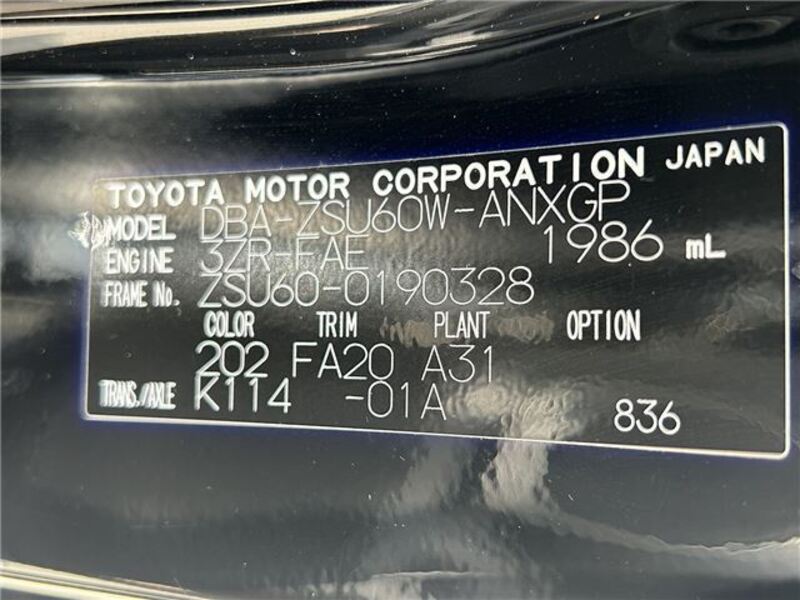 TOYOTA MOTOR CORPORATION JAPAN
MODEL DBA-ZSU60W-ANXGP
ENGINE 3ZR-FAE 1986 mL
FRAME No. ZSU60-0190328
COLOR TRIM PLANT OPTION
202 FA20 A31
TRANS./AXLE K114 -01A 836